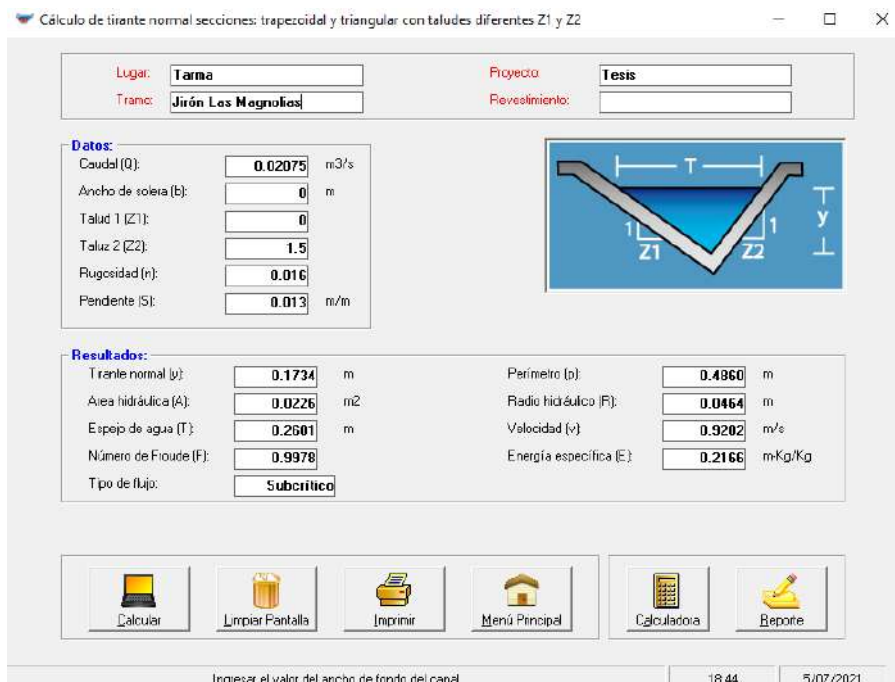 Cálculo de tirante normal secciones: trapezoidal y triangular con taludes diferentes Z1 y Z2
Lugar: Tarma Proyecto: Tesis
Tramo: Jirón Las Magnolias Revestimiento:
Datos:
Caudal (Q): 0.02075 m3/s
Ancho de solera (b): 0 m
Talud 1 (Z1): 0
Taluz 2 (Z2): 1.5
Rugosidad (n): 0.016
Pendiente (S): 0.013 m/m
T
y
1 1
Z1 Z2
Resultados:
Tirante normal (y): 0.1734 m Perímetro (p): 0.4860 m
Area hidráulica (A): 0.0226 m2 Radio hidráulico (R): 0.0464 m
Espejo de agua (T): 0.2601 m Velocidad (v): 0.9202 m/s
Número de Froude (F): 0.9978 Energía específica (E): 0.2166 m-Kg/Kg
Tipo de flujo: Subcrítico
Calcular Limpiar Pantalla Imprimir Menú Principal Calculadora Reporte
Ingresar el valor del ancho de fondo del canal 18:44 5/07/2021